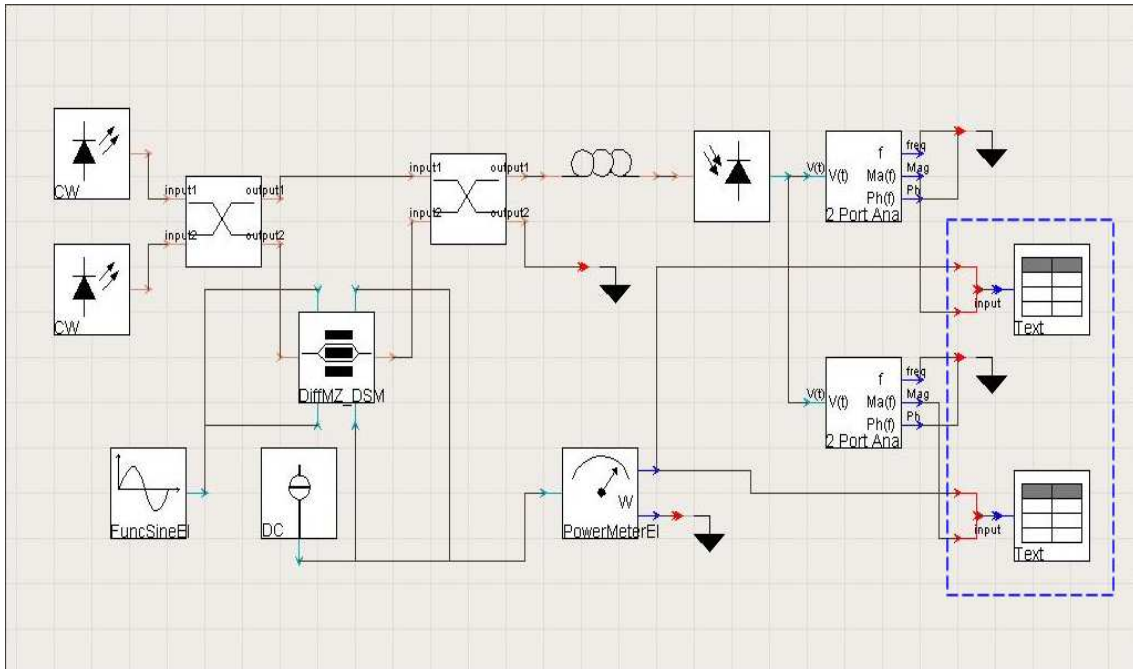 CW
input1
output1
input2
output2
CW
input1
output1
input2
output2
V(t)
V(t)
f
freq
Ma(f)
Mag
Ph(f)
Ph
2 Port Ana
input
Text
DiffMZ_DSM
V(t)
V(t)
f
freq
Ma(f)
Mag
Ph(f)
Ph
2 Port Ana
FuncSineEl
DC
W
PowerMeterEl
input
Text